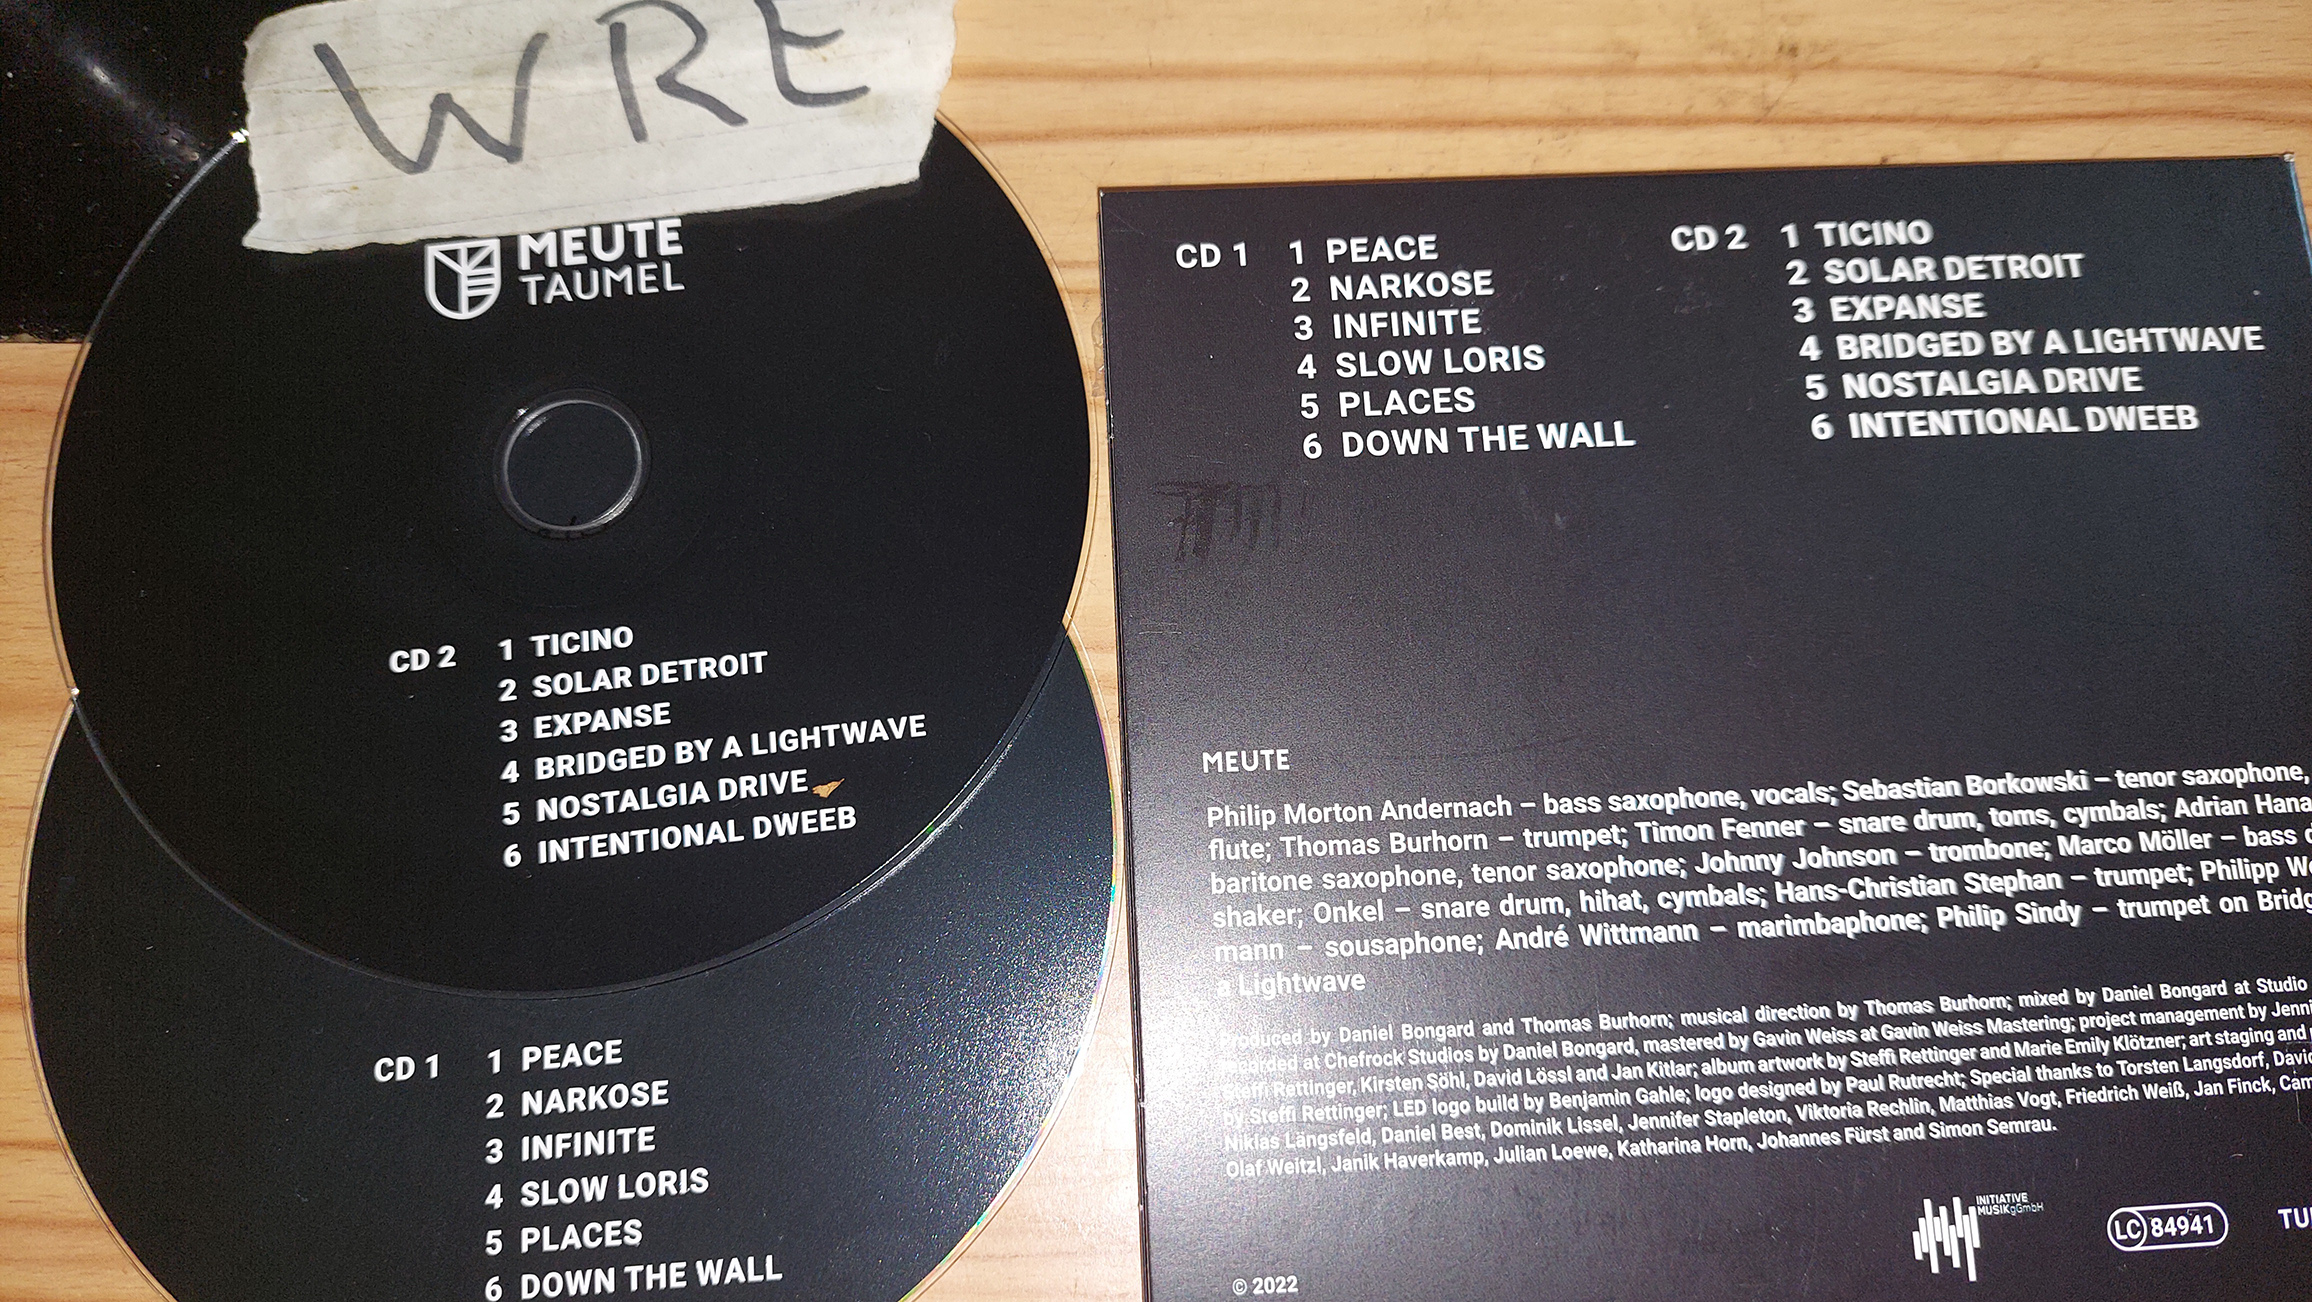 WRE
MEUTE
TAUMEL
CD 2 1 TICINO
2 SOLAR DETROIT
3 EXPANSE
4 BRIDGED BY A LIGHTWAVE
5 NOSTALGIA DRIVE
6 INTENTIONAL DWEEB
CD 1 1 PEACE
2 NARKOSE
3 INFINITE
4 SLOW LORIS
5 PLACES
6 DOWN THE WALL
CD 1 1 PEACE
2 NARKOSE
3 INFINITE
4 SLOW LORIS
5 PLACES
6 DOWN THE WALL
CD 2 1 TICINO
2 SOLAR DETROIT
3 EXPANSE
4 BRIDGED BY A LIGHTWAVE
5 NOSTALGIA DRIVE
6 INTENTIONAL DWEEB
MEUTE
Philip Morton Andernach – bass saxophone, vocals; Sebastian Borkowski – tenor saxophone,
flute; Thomas Burhorn – trumpet; Timon Fenner – snare drum, toms, cymbals; Adrian Hana
baritone saxophone, tenor saxophone; Johnny Johnson – trombone; Marco Möller – bass
shaker; Onkel – snare drum, hihat, cymbals; Hans-Christian Stephan – trumpet; Philipp
mann – sousaphone; André Wittmann – marimbaphone; Philip Sindy – trumpet on Bridg
a Lightwave
Produced by Daniel Bongard and Thomas Burhorn; musical direction by Thomas Burhorn; mixed by Daniel Bongard at Studio
recorded at Chefrock Studios by Daniel Bongard, mastered by Gavin Weiss at Gavin Weiss Mastering; project management by Jenni
Steffi Rettinger, Kirsten Söhl, David Lössl and Jan Kitlar; album artwork by Steffi Rettinger and Marie Emily Klötzner; art staging and
by Steffi Rettinger; LED logo build by Benjamin Gahle; logo designed by Paul Rutrecht; Special thanks to Torsten Langsdorf, David
Niklas Längsfeld, Daniel Best, Dominik Lissel, Jennifer Stapleton, Viktoria Rechlin, Matthias Vogt, Friedrich Weiß, Jan Finck, Cam
Olaf Weitzl, Janik Haverkamp, Julian Loewe, Katharina Horn, Johannes Fürst and Simon Semrau.
INITIATIVE
MUSIKgGmbH
LC 84941
TU
© 2022